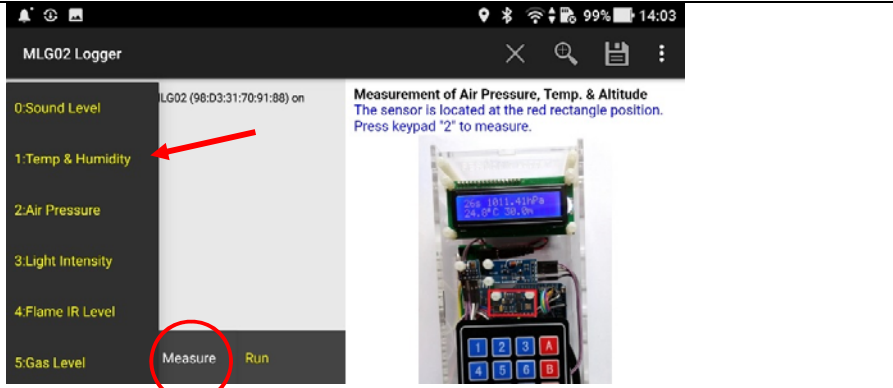 99% 14:03
MLG02 Logger
0:Sound Level
1:Temp & Humidity
2:Air Pressure
3:Light Intensity
4:Flame IR Level
5:Gas Level
LG02 (98:D3:31:70:91:88) on
Measure Run
Measurement of Air Pressure, Temp. & Altitude
The sensor is located at the red rectangle position.
Press keypad "2" to measure.
26s 1011.41hPa
24.8°C 30.0m
1 2 3 A
4 5 6 B